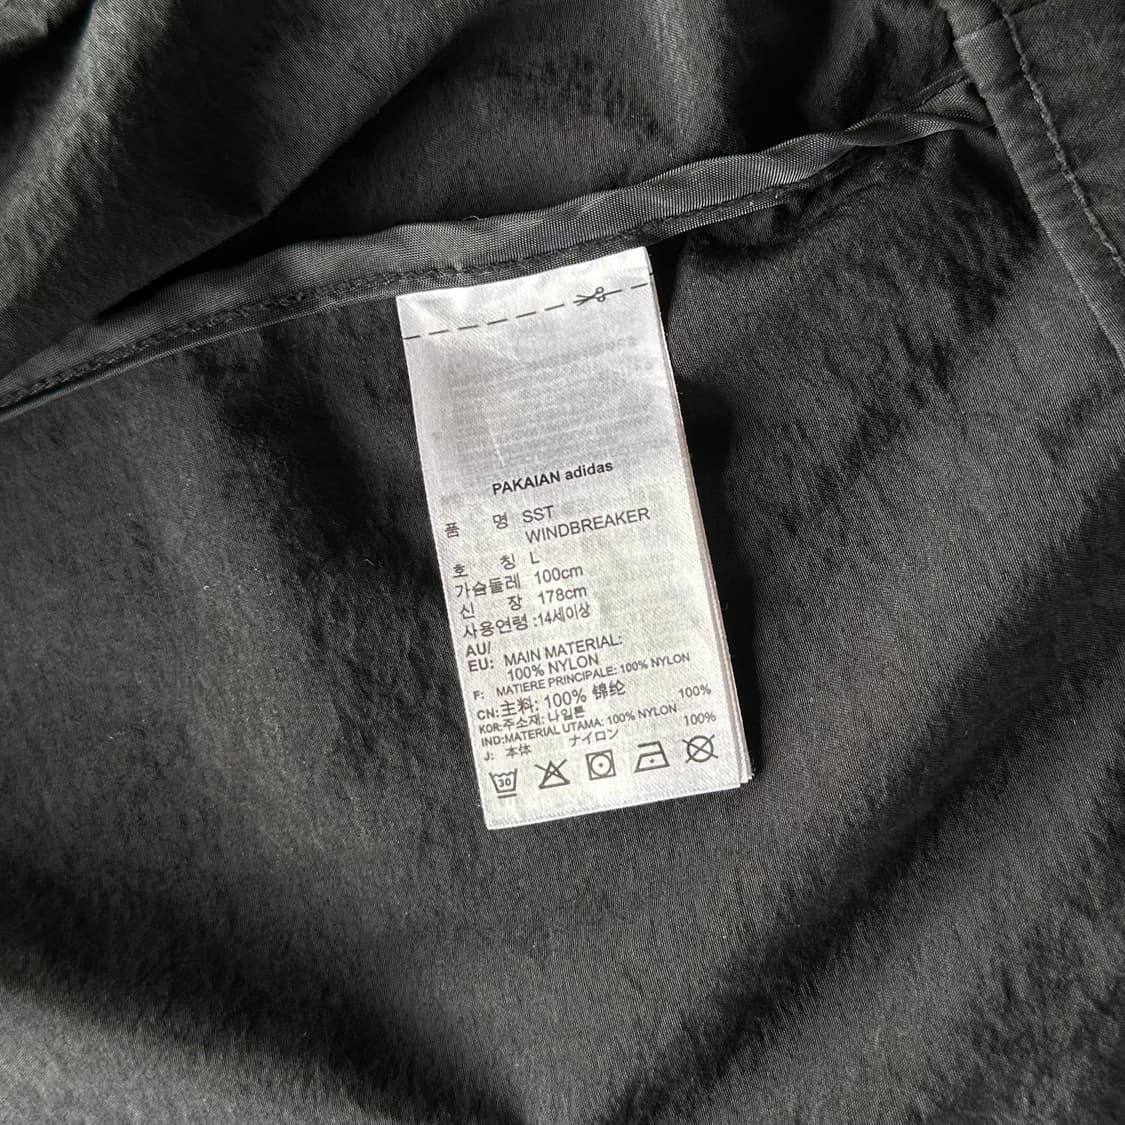 PAKAIAN adidas
품 명 SST
WINDBREAKER
호 칭 L
가슴둘레 100cm
신 장 178cm
사용연령 :14세이상
AU/
EU: MAIN MATERIAL:
100% NYLON
F: MATIERE PRINCIPALE: 100% NYLON
CN:主料: 100% 锦纶
KOR:주소재: 나일론 100%
IND:MATERIAL UTAMA: 100% NYLON
J: 本体 ナイロン 100%
30